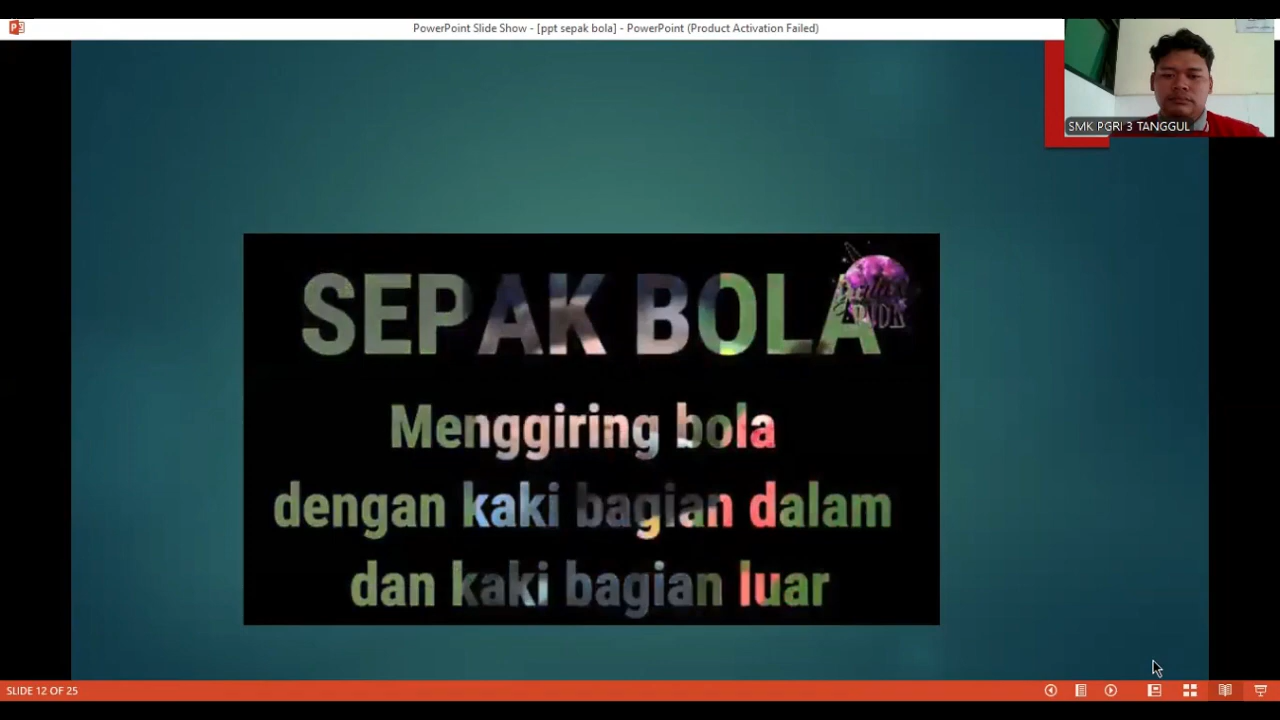 PowerPoint Slide Show - [ppt sepak bola] - PowerPoint (Product Activation Failed)
SMK PGRI 3 TANGGUL
SEPAK BOLA
Menggiring bola
dengan kaki bagian dalam
dan kaki bagian luar
SLIDE 12 OF 25